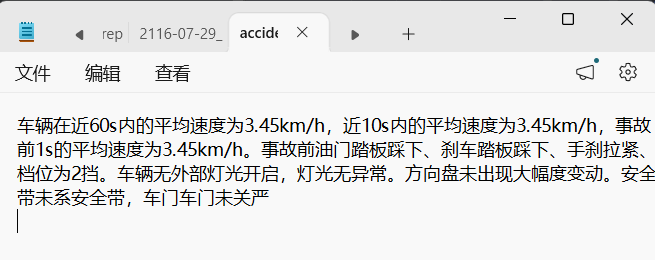 rep
2116-07-29_
accide
文件
编辑
查看
车辆在近60s内的平均速度为3.45km/h，近10s内的平均速度为3.45km/h，事故
前1s的平均速度为3.45km/h。事故前油门踏板踩下、刹车踏板踩下、手刹拉紧、
档位为2挡。车辆无外部灯光开启，灯光无异常。方向盘未出现大幅度变动。安全
带未系安全带，车门车门未关严